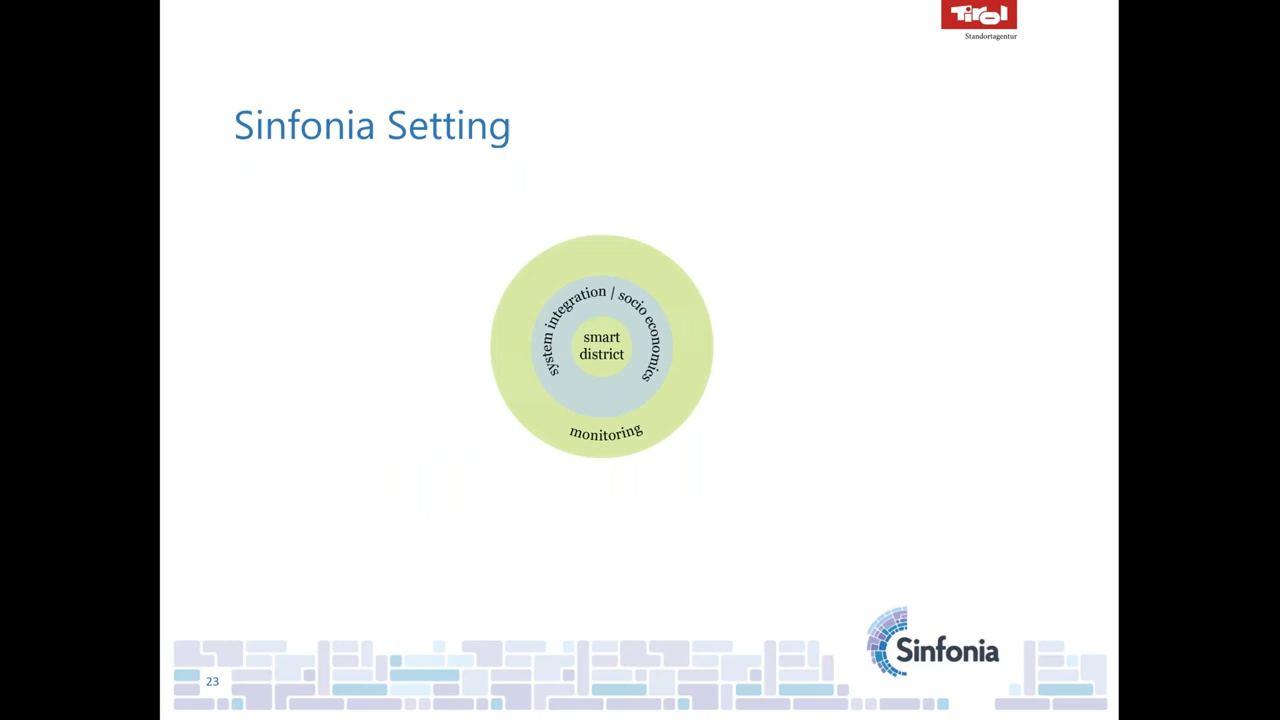 Tirol
Standortagentur
Sinfonia Setting
system integration | socio economics
smart
district
monitoring
Sinfonia
23